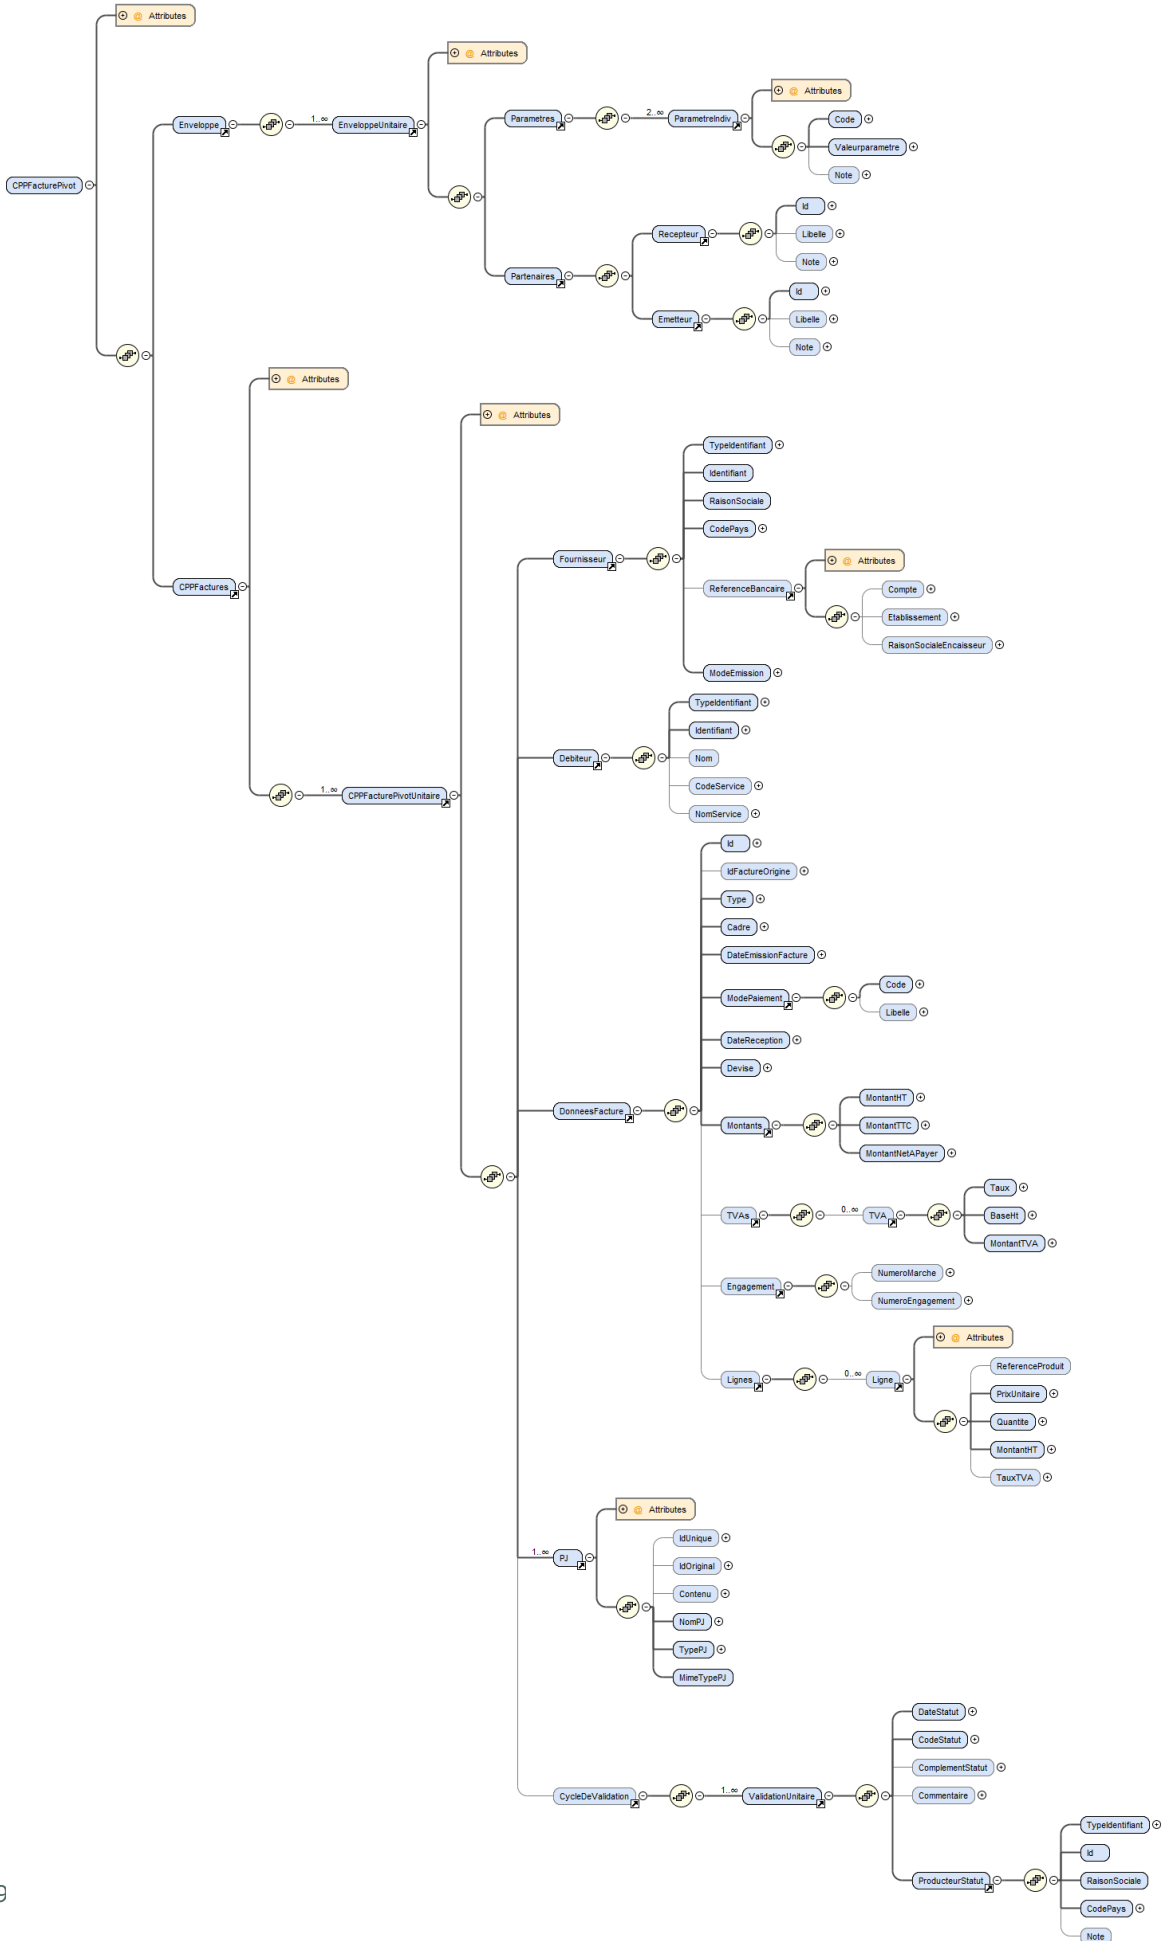 @ Attributes
@ Attributes
@ Attributes
Enveloppe
1..∞
EnveloppeUnitaire
Parametres
2..∞
ParametreIndiv
Code
Valeurparametre
Note
CPPFacturePivot
Id
Recepteur
Libelle
Note
Partenaires
Id
Emetteur
Libelle
Note
@ Attributes
@ Attributes
TypeIdentifiant
Identifiant
RaisonSociale
CodePays
Fournisseur
@ Attributes
CPPFactures
ReferenceBancaire
Compte
Etablissement
RaisonSocialeEncaisseur
ModeEmission
TypeIdentifiant
Identifiant
Debiteur
Nom
CodeService
1..∞
CPPFacturePivotUnitaire
NomService
Id
IdFactureOrigine
Type
Cadre
DateEmissionFacture
Code
ModePaiement
Libelle
DateReception
Devise
MontantHT
DonneesFacture
Montants
MontantTTC
MontantNetAPayer
Taux
TVAs
0..∞
TVA
BaseHt
MontantTVA
NumeroMarche
Engagement
NumeroEngagement
@ Attributes
ReferenceProduit
Lignes
0..∞
Ligne
PrixUnitaire
Quantite
MontantHT
TauxTVA
@ Attributes
IdUnique
1..∞
PJ
IdOriginal
Contenu
NomPJ
TypePJ
MimeTypePJ
DateStatut
CodeStatut
ComplementStatut
CycleDeValidation
1..∞
ValidationUnitaire
Commentaire
TypeIdentifiant
Id
ProducteurStatut
RaisonSociale
9
CodePays
Note